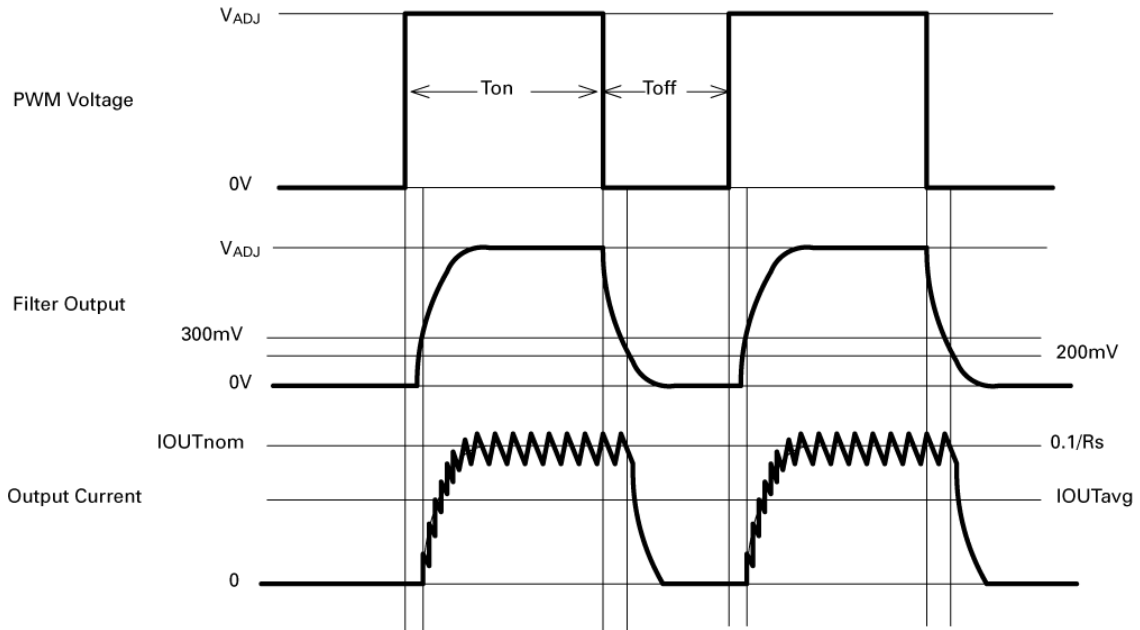 VADJ
PWM Voltage
Ton
Toff
0V
VADJ
Filter Output
300mV
200mV
0V
IOUTnom
0.1/Rs
Output Current
IOUTavg
0